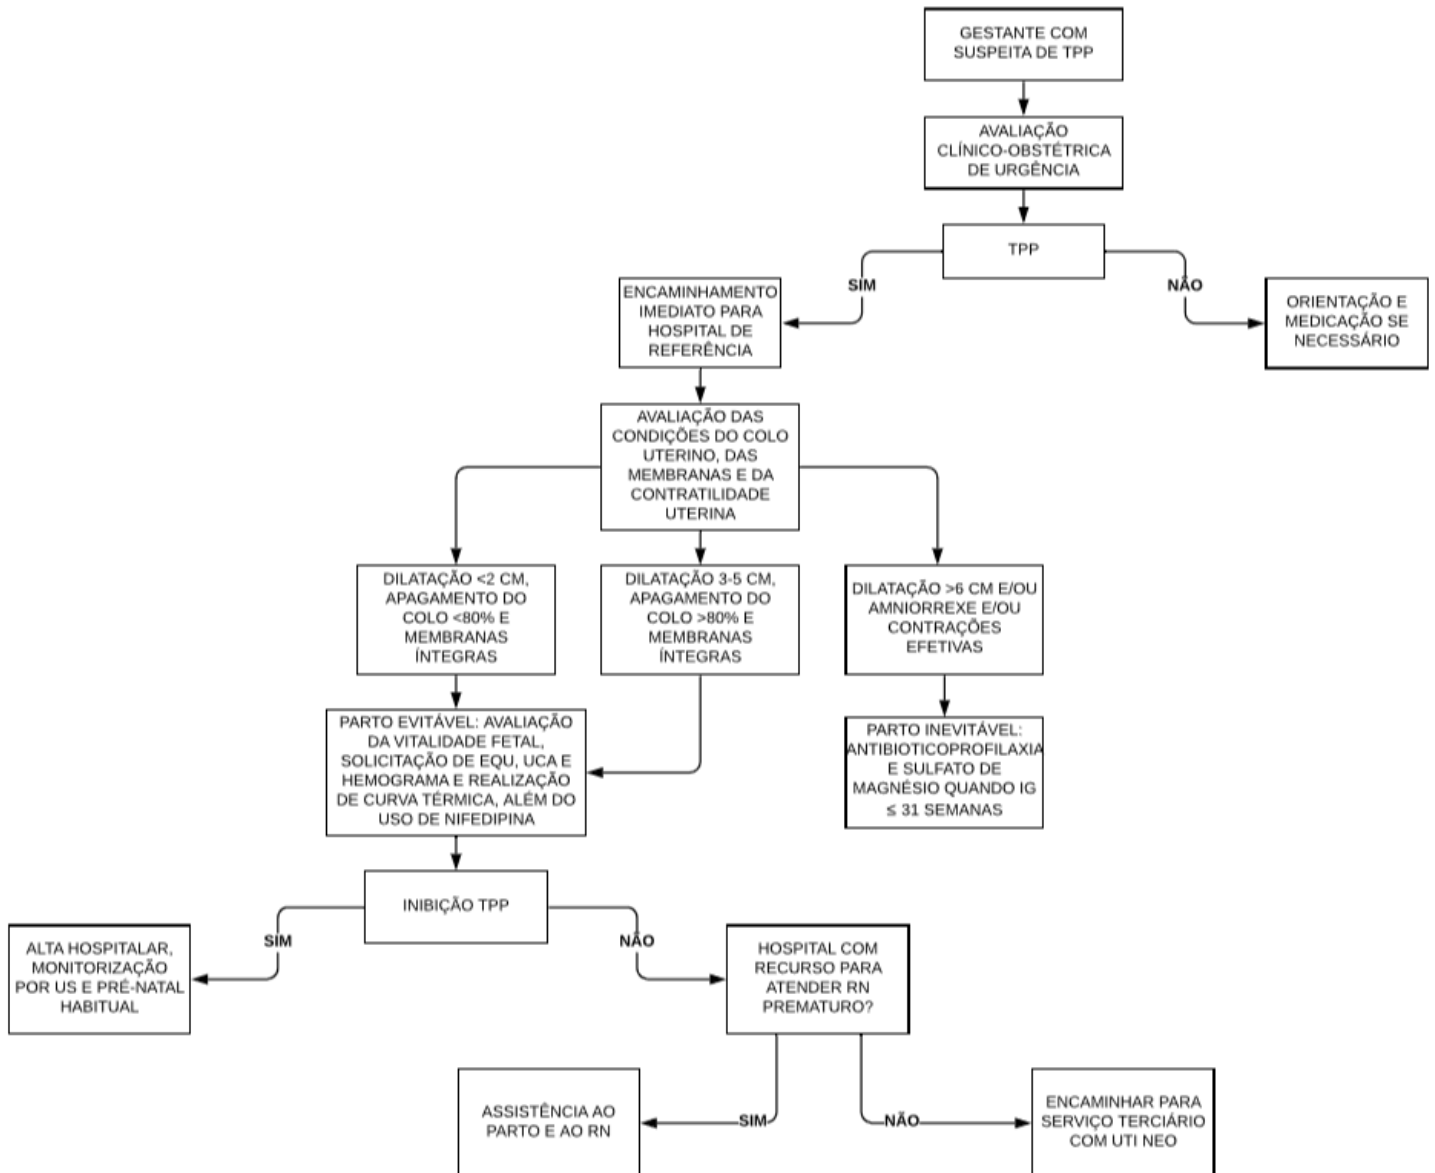 GESTANTE COM
SUSPEITA DE TPP
AVALIAÇÃO
CLÍNICO-OBSTÉTRICA
DE URGÊNCIA
TPP
SIM
NÃO
ENCAMINHAMENTO
IMEDIATO PARA
HOSPITAL DE
REFERÊNCIA
ORIENTAÇÃO E
MEDICAÇÃO SE
NECESSÁRIO
AVALIAÇÃO DAS
CONDIÇÕES DO COLO
UTERINO, DAS
MEMBRANAS E DA
CONTRATILIDADE
UTERINA
DILATAÇÃO <2 CM,
APAGAMENTO DO
COLO <80% E
MEMBRANAS
ÍNTEGRAS
DILATAÇÃO 3-5 CM,
APAGAMENTO DO
COLO >80% E
MEMBRANAS
ÍNTEGRAS
DILATAÇÃO >6 CM E/OU
AMNIORREXE E/OU
CONTRAÇÕES
EFETIVAS
PARTO EVITÁVEL: AVALIAÇÃO
DA VITALIDADE FETAL,
SOLICITAÇÃO DE EQU, UCA E
HEMOGRAMA E REALIZAÇÃO
DE CURVA TÉRMICA, ALÉM DO
USO DE NIFEDIPINA
PARTO INEVITÁVEL:
ANTIBIOTICOPROFILAXIA
E SULFATO DE
MAGNÉSIO QUANDO IG
≤ 31 SEMANAS
INIBIÇÃO TPP
SIM
NÃO
ALTA HOSPITALAR,
MONITORIZAÇÃO
POR US E PRÉ-NATAL
HABITUAL
HOSPITAL COM
RECURSO PARA
ATENDER RN
PREMATURO?
SIM
NÃO
ASSISTÊNCIA AO
PARTO E AO RN
ENCAMINHAR PARA
SERVIÇO TERCIÁRIO
COM UTI NEO